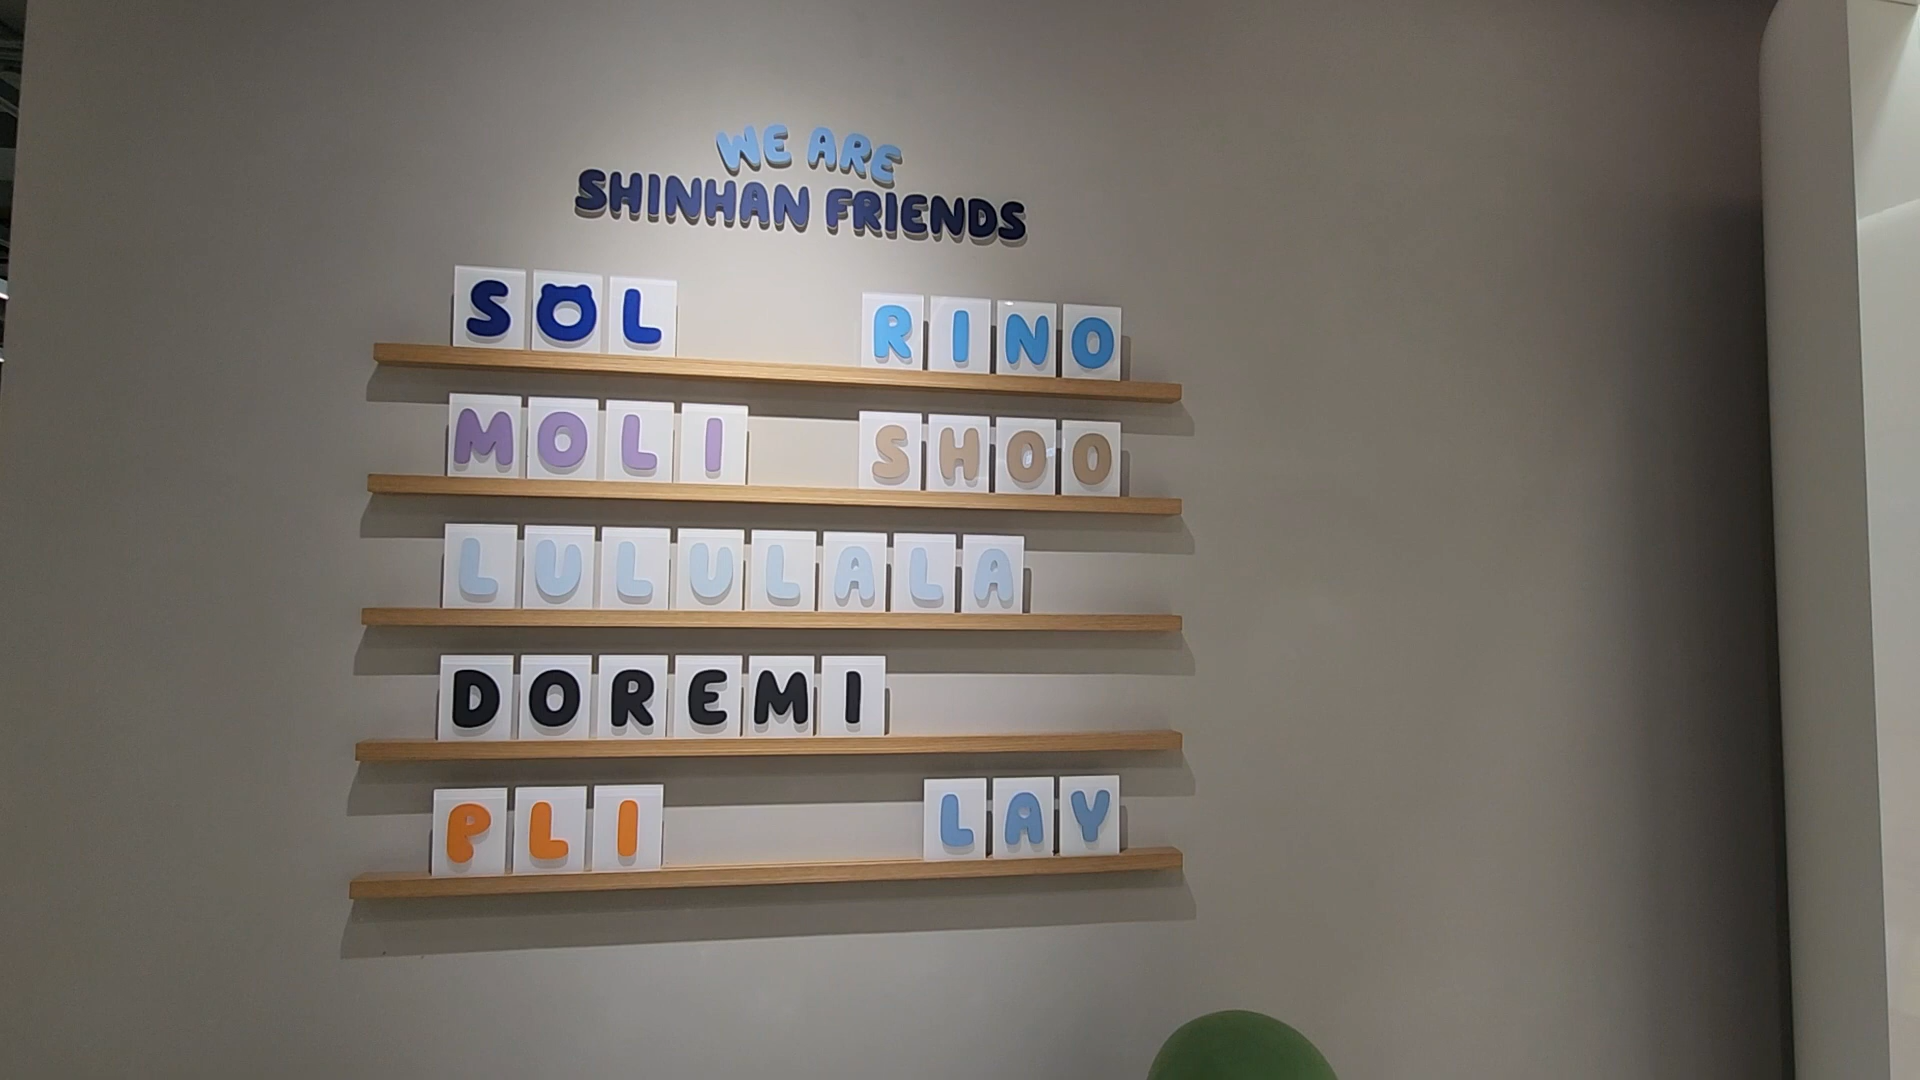 WE ARE
SHINHAN FRIENDS
SOL RINO
MOLI SHOO
LULULALA
DOREMI
PLI LAY